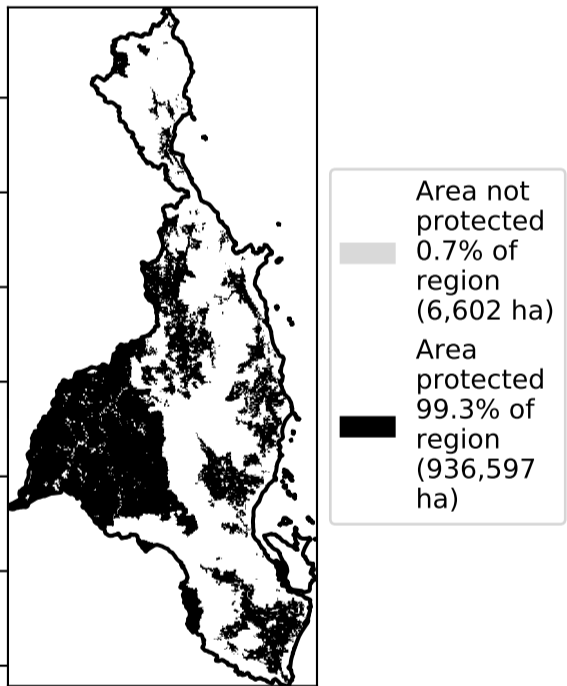 Area not
protected
0.7% of
region
(6,602 ha)
Area
protected
99.3% of
region
(936,597
ha)